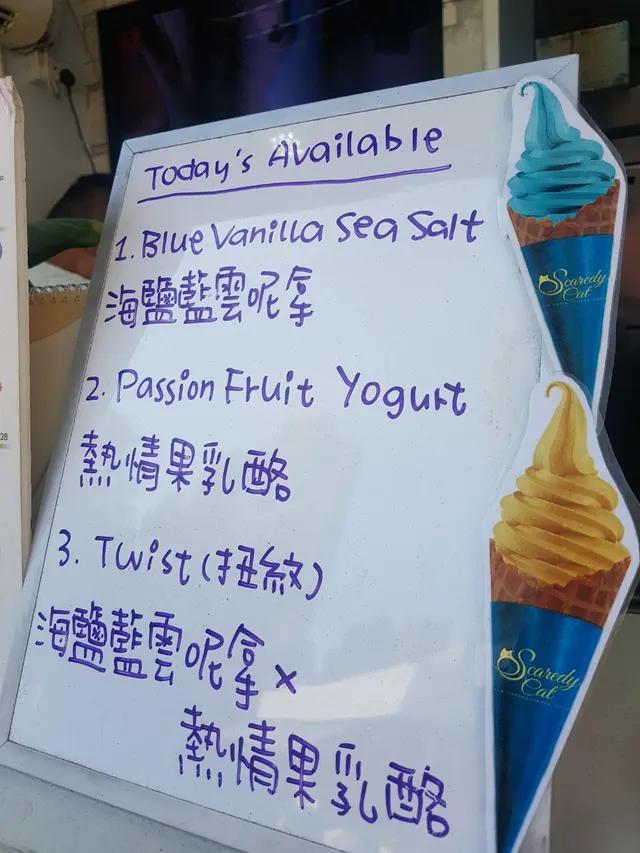 Today's Available
1. Blue Vanilla Sea Salt
海鹽藍雲呢拿
2. Passion Fruit Yogurt
熱情果乳酪
3. Twist (扭紋)
海鹽藍雲呢拿 x
熱情果乳酪
Scaredy
Cat
Scaredy
Cat
28